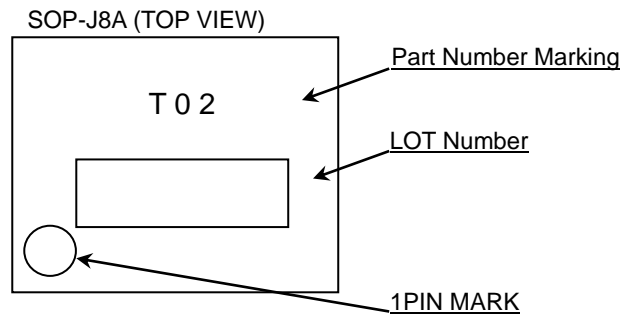 SOP-J8A (TOP VIEW)
Part Number Marking
T 0 2
LOT Number
1PIN MARK